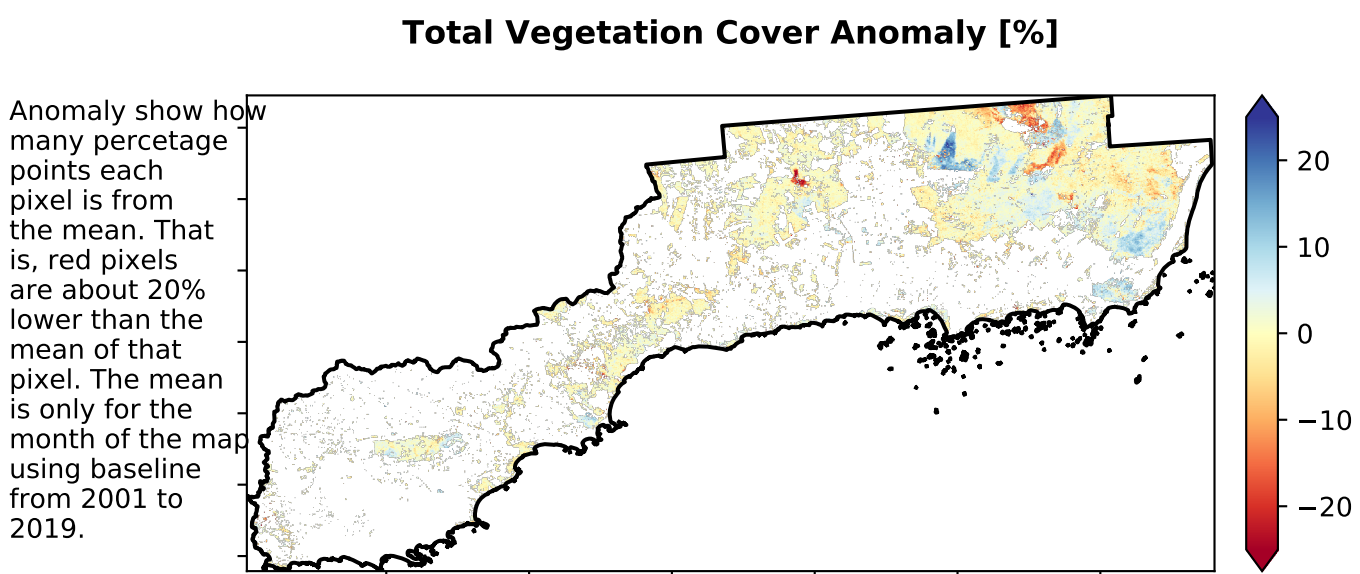 Total Vegetation Cover Anomaly [%]
Anomaly show how
many percetage
points each
pixel is from
the mean. That
is, red pixels
are about 20%
lower than the
mean of that
pixel. The mean
is only for the
month of the map
using baseline
from 2001 to
2019.
20
10
0
−10
−20